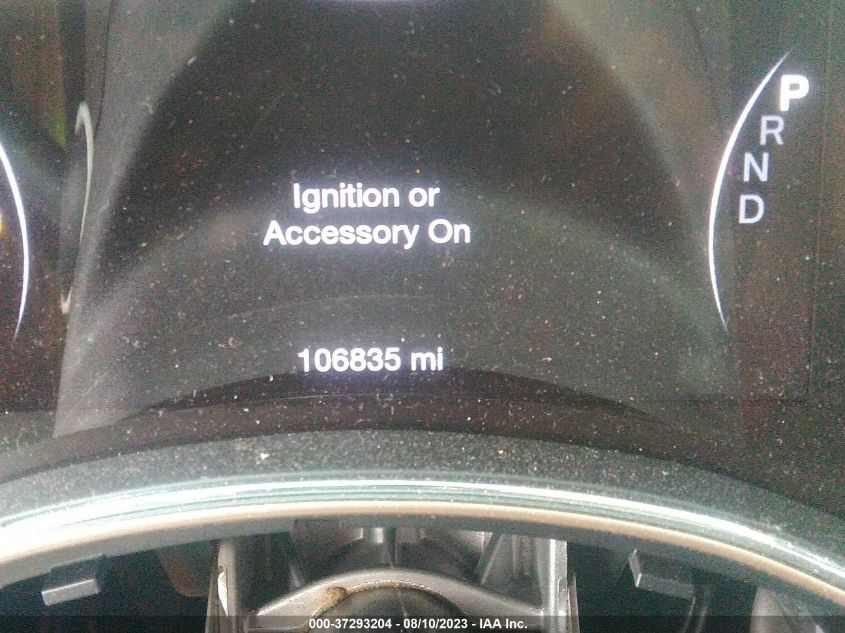 P
R
N
D
Ignition or
Accessory On
106835 mi
000-37293204 - 08/10/2023 - IAA Inc.